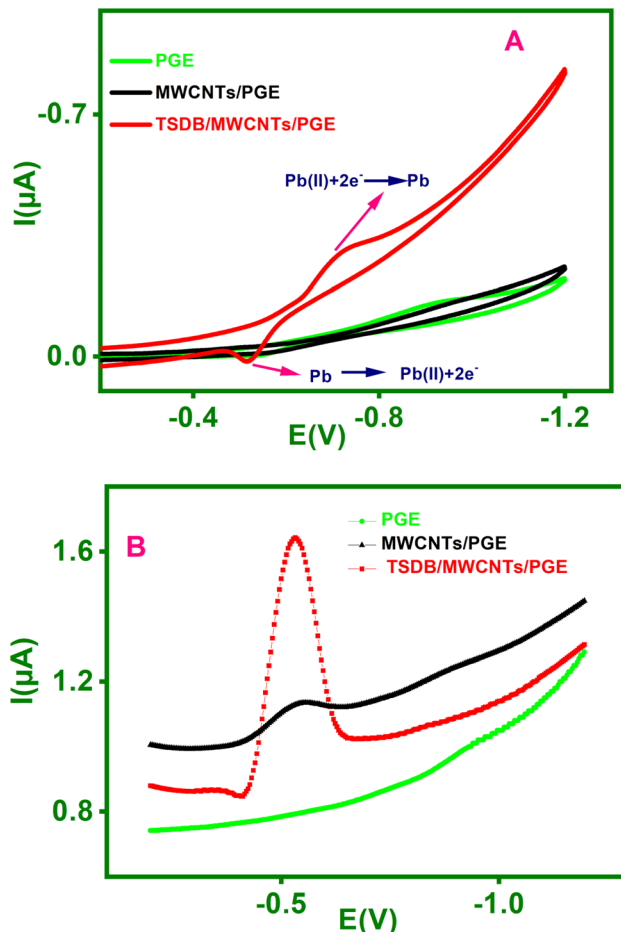 A
PGE
MWCNTs/PGE
TSDB/MWCNTs/PGE
-0.7
Pb(II)+2e⁻ Pb
I(µA)
0.0
Pb Pb(II)+2e⁻
-0.4 -0.8 -1.2
E(V)
B
PGE
MWCNTs/PGE
TSDB/MWCNTs/PGE
1.6
I(µA)
1.2
0.8
-0.5 -1.0
E(V)